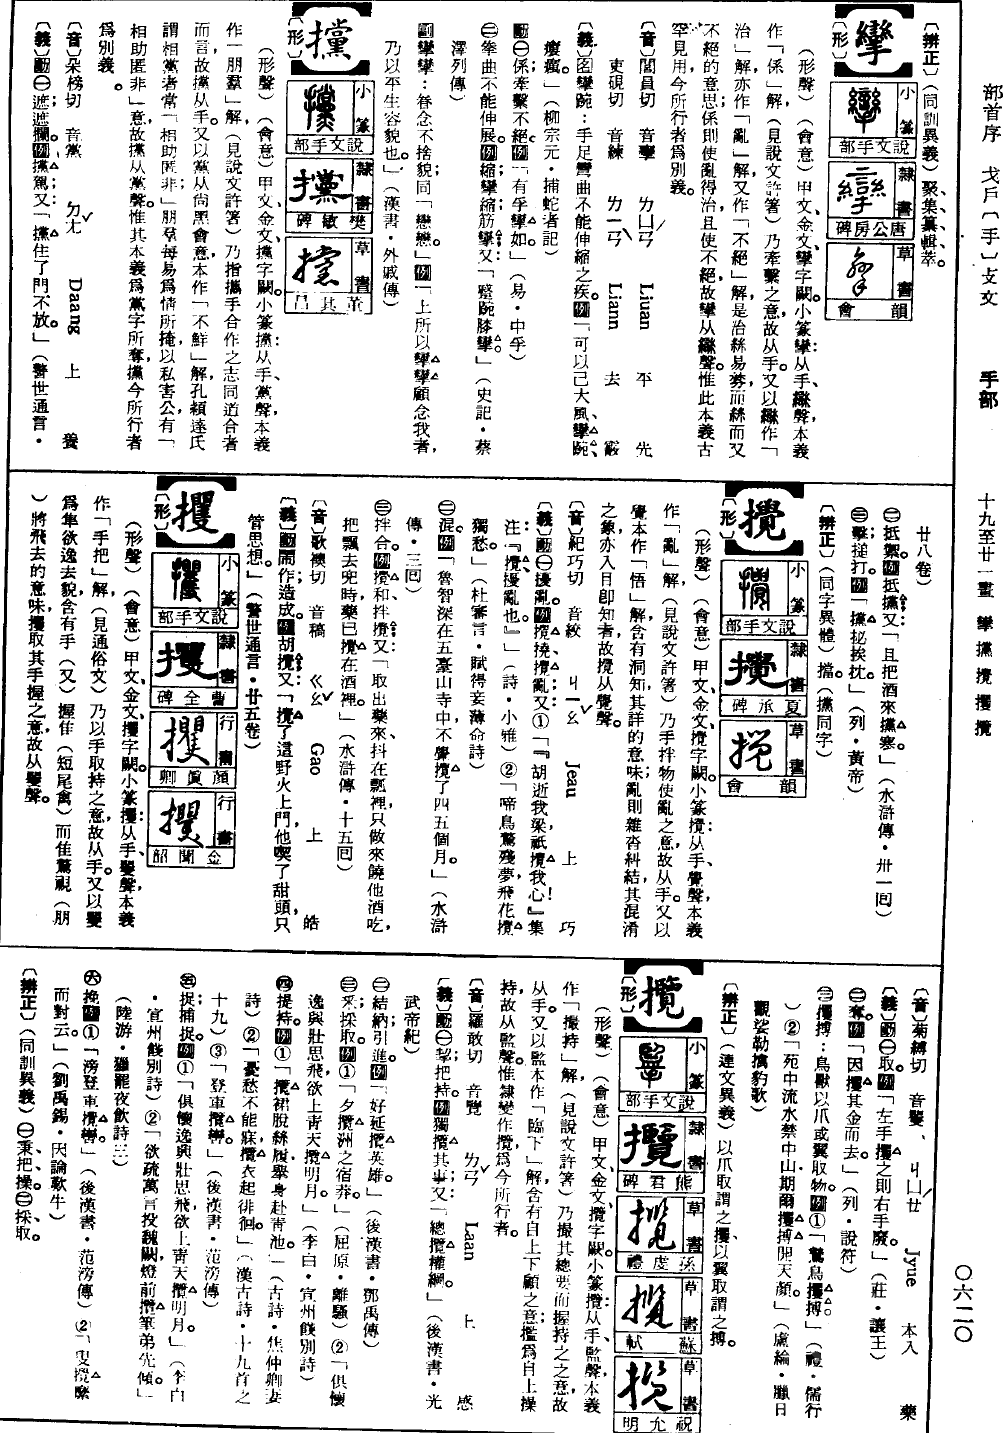 部首序 戈戶〔手〕攴文 手部 十九至廿一畫 攣攩攪攫攬 〇六二〇
〔辨正〕（同訓異義）聚、集、纂、輯、萃。
攣
〔形〕
小篆 說文手部
隸書 唐公房碑
草書 韻會
（形聲）（會意）甲文、金文攣字闕。小篆攣：从手、䜌聲，本義
作「係」解，（見說文許箸）乃牽繫之意，故从手。又以䜌作「
治」解，亦作「亂」解，又作「不絕」解，是治絲易棼而絲而又
不絕的意思；係則使亂得治且使不絕，故攣从䜌聲。惟此本義古
罕見用，今所行者爲別義。
〔音〕閭員切 音攣 ㄌㄩㄢˊ Liuan 平 先
吏硯切 音練 ㄌㄧㄢˋ Liann 去 霰
〔義〕名攣踠：手足彎曲不能伸縮之疾。例「可以已大風、攣踠、
瘻癘」（柳宗元・捕蛇者記）
動㊀係；牽繫不絕。例「有孚攣如。」（易・中孚）
㊁拳曲不能伸展。例縮攣；縮筋攣；又「蹙踠膝攣。」（史記・蔡
澤列傳）
副攣攣：眷念不捨貌；同「戀戀」例「上所以攣攣顧念我者，
乃以平生容貌也。」（漢書・外戚傳）
攩
〔形〕
小篆 說文手部
隸書 樊敏碑
草書 董其昌
（形聲）（會意）甲文、金文攩字闕。小篆攩从手、黨聲，本義
作「朋羣」解，（見說文許箸）乃指攜手合作之志同道合者
而言，故攩从手。又以黨从尚黑會意，本作「不鮮」解，孔穎達氏
謂相黨者常「相助匿非」朋羣每易爲情所掩，以私害公，有「
相助匿非」意，故攩从黨聲。惟其本義爲黨字所奪，攩今所行者
爲別義。
〔音〕朵榜切 音黨 ㄉㄤˇ Daang 上 養
〔義〕動㊀遮；遮攔。例攩駕；又「攩住了門不放。」（警世通言・
廿八卷）
㊁抵禦。例抵攩；又「且把酒來攩寒」（水滸傳・卅一回）
㊂擊；搥打。例「攩㧙挨抌」（列・黃帝）
〔辨正〕（同字異體）擋。（攩同字）
攪
〔形〕
小篆 說文手部
隸書 夏承碑
草書 韻會
（形聲）（會意）甲文、金文攪字闕。小篆攪：从手、覺聲，本義
作「亂」解，（見說文許箸）乃手拌物使亂之意，故从手。又以
覺本作「悟」解，含有洞知其詳的意味；亂則雜沓糾結，其混淆
之象，亦入目卽知者，故攪从覺聲。
〔音〕紀巧切 音絞 ㄐㄧㄠˇ Jeau 上 巧
〔義〕動㊀擾亂。例攪擾；攪亂；又①「『胡逝我梁，祇攪我心！』集
注：『攪，擾亂也』」（詩・小雅）②「啼鳥驚殘夢，飛花攪
獨愁。」（杜審言・賦得妾薄命詩）
㊁混。例「魯智深在五臺山寺中，不覺攪了四五個月。」（水滸
傳・三回）
㊂拌合。例攪和；拌攪；又「取出藥來，抖在瓢裡，只做來饒他酒吃，
把瓢去兜時，藥已攪在酒裡。」（水滸傳・十五回）
〔音〕歌襖切 音稿 ㄍㄠˇ Gao 上 皓
〔義〕動鬧作造成。例胡攪；又「攪了這野火上門，他喫了甜頭，只
管思想。」（警世通言・廿五卷）
攫
〔形〕
小篆 說文手部
隸書 曹全碑
行書 顏眞卿
行書 金聞韶
（形聲）（會意）甲文、金文攫字闕。小篆攫：从手、矍聲，本義
作「手把」解，（見通俗文）乃以手取持之意，故从手。又以矍
爲隼欲逸去貌，含有手（又）握隹（短尾禽）而隹驚視（朋
）將飛去的意味；攫取其手握之意，故从矍聲。
〔音〕菊縛切 音矍 ㄐㄩㄝˊ Jyue 本入 藥
〔義〕動㊀取。例「左手攫之則右手廢。」（莊・讓王）
㊁奪。例「因攫其金而去」（列・說符）
㊂攫搏：鳥獸以爪或翼取物。例①「鷙鳥攫搏」（禮・儒行
）②「苑中流水禁中山，期爾攫搏開天顏。」（盧綸・臘日
觀娑勒擒豹歌）
〔辨正〕（連文異義）以爪取謂之攫、以翼取謂之搏。
攬
〔形〕
小篆 說文手部
隸書 熊君碑
草書 孫虔禮
草書 蘇軾
草書 祝允明
（形聲）（會意）甲文、金文攬字闕。小篆攬：从手、監聲，本義
作「撮持」解，（見說文許箸）乃撮其總要而握持之之意，故
从手。又以監本作「臨下」解，含有自上下顧之意；攬爲自上操
持，故从監聲。惟隸變作攬，爲今所行者。
〔音〕羅敢切 音覽 ㄌㄢˇ Laan 上 感
〔義〕動㊀挈；把持。例獨攬其事；又「總攬權綱。」（後漢書・光
武帝紀）
㊁結納；引進。例「好延攬英雄。」（後漢書・鄧禹傳）
㊂采；採取。例①「夕攬洲之宿莽」（屈原・離騷）②「俱懷
逸興壯思飛，欲上青天攬明月。」（李白・宣州餞別詩）
㊃提；持。例①「攬裙脫絲履，舉身赴青池。」（古詩・焦仲卿妻
詩）②「憂愁不能寐，攬衣起徘徊。」（漢古詩・十九首之
十九）③「登車攬轡。」（後漢書・范滂傳）
㊄捉；捕捉。例①「俱懷逸興壯思飛，欲上青天攬明月。」（李白
・宣州餞別詩）②「欲疏萬言投魏闕，燈前攬筆弟先傾。」
（陸游・獵罷夜飲詩三）
㊅挽。例①「滂登車攬轡」（後漢書・范滂傳）②「叟攬縻
而對云。」（劉禹錫・因論歎牛）
〔辨正〕（同訓異義）㊀秉、把、操。㊁採、取。